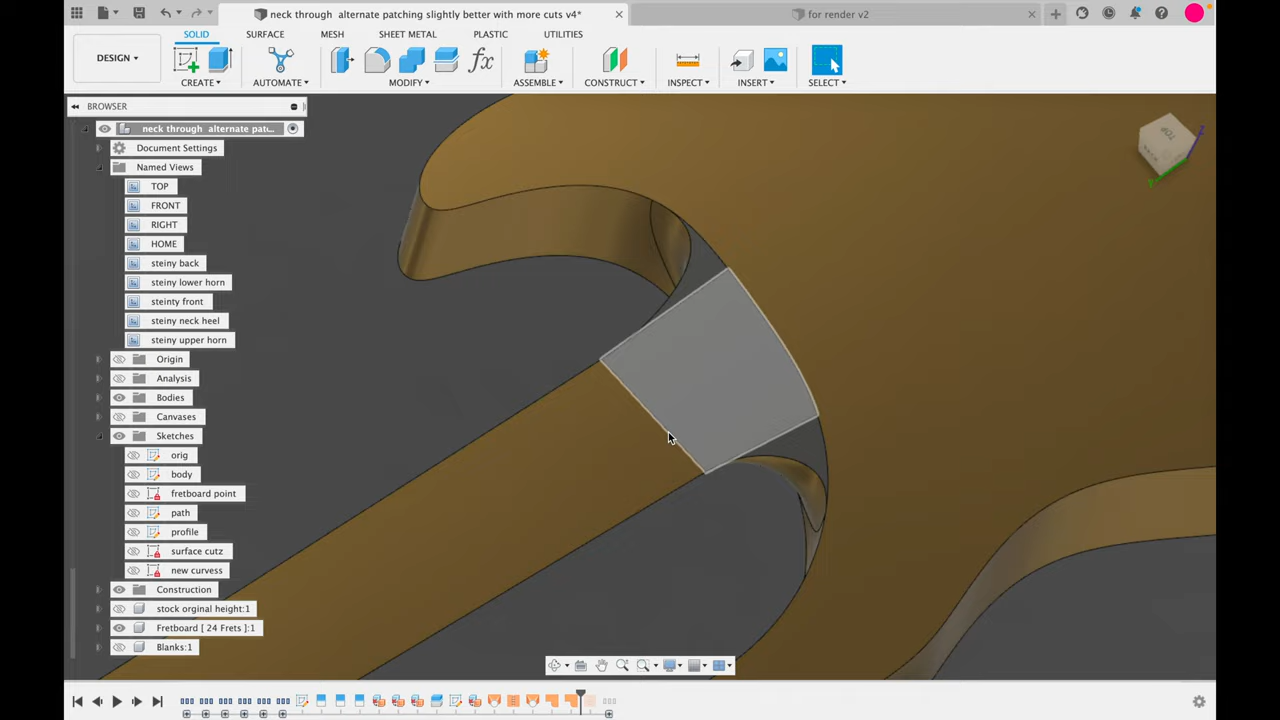 neck through  alternate patching slightly better with more cuts v4*
for render v2
DESIGN
SOLID
SURFACE
MESH
SHEET METAL
PLASTIC
UTILITIES
CREATE
AUTOMATE
MODIFY
ASSEMBLE
CONSTRUCT
INSPECT
INSERT
SELECT
fx
BROWSER
neck through  alternate patc...
Document Settings
Named Views
TOP
FRONT
RIGHT
HOME
steiny back
steiny lower horn
steinty front
steiny neck heel
steiny upper horn
Origin
Analysis
Bodies
Canvases
Sketches
orig
body
fretboard point
path
profile
surface cutz
new curvess
Construction
stock orginal height:1
Fretboard [ 24 Frets ]:1
Blanks:1
TOP
Z
Y